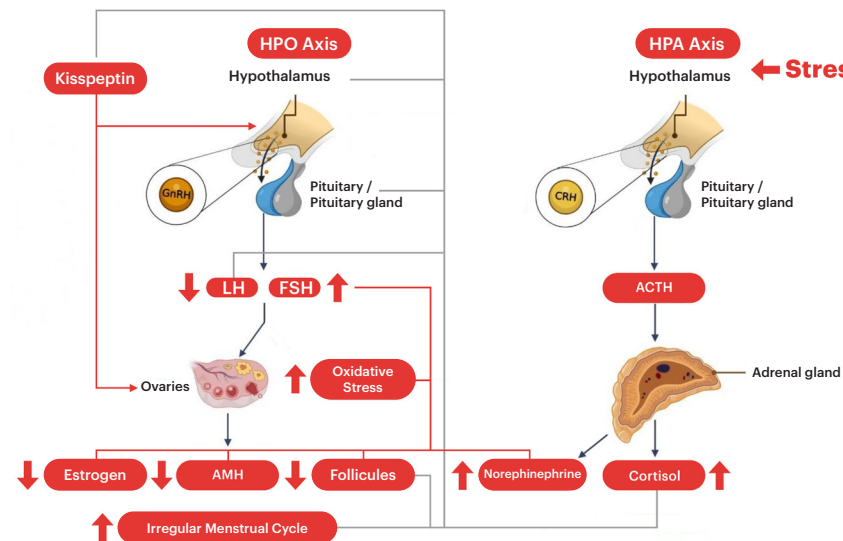 HPO Axis
HPA Axis
Kisspeptin
Hypothalamus
Hypothalamus
Stres
GnRH
Pituitary /
Pituitary gland
CRH
Pituitary /
Pituitary gland
LH
FSH
ACTH
Ovaries
Oxidative
Stress
Adrenal gland
Estrogen
AMH
Follicules
Norephinephrine
Cortisol
Irregular Menstrual Cycle